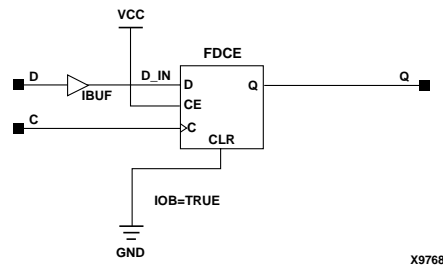 VCC
FDCE
D
D_IN
D
Q
Q
IBUF
CE
C
C
CLR
IOB=TRUE
GND
X9768